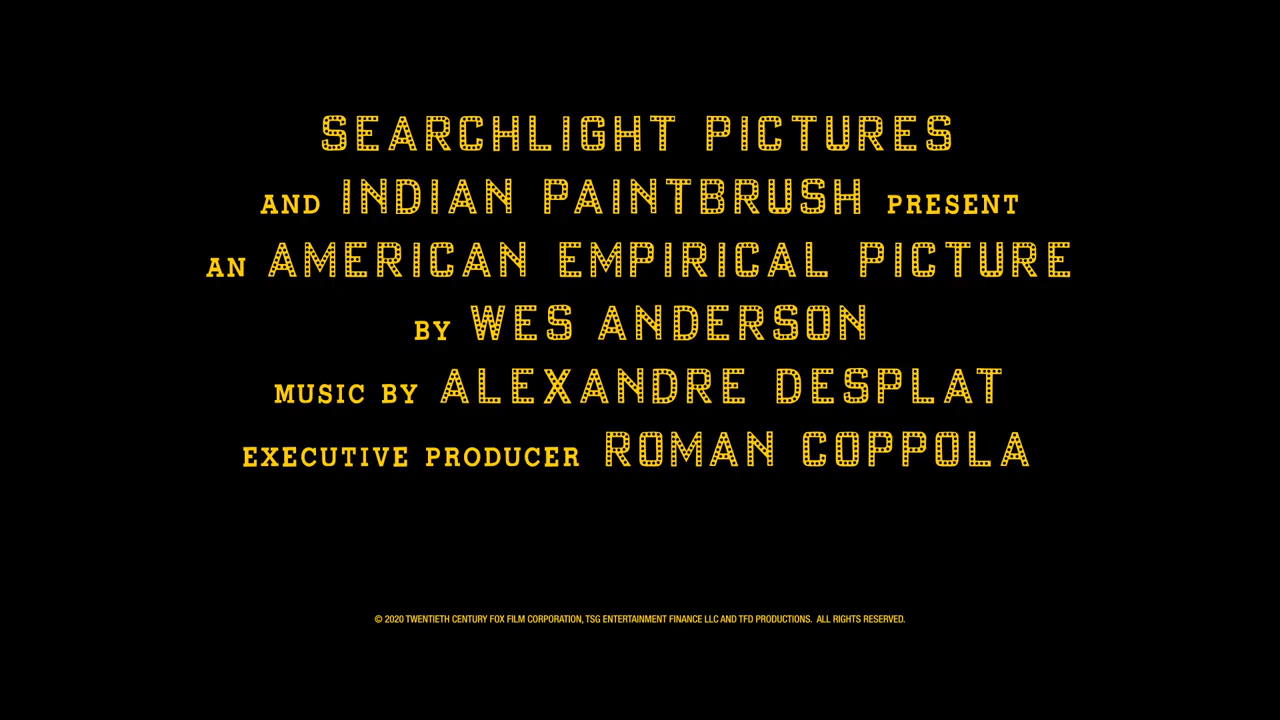 SEARCHLIGHT PICTURES
AND INDIAN PAINTBRUSH PRESENT
AN AMERICAN EMPIRICAL PICTURE
BY WES ANDERSON
MUSIC BY ALEXANDRE DESPLAT
EXECUTIVE PRODUCER ROMAN COPPOLA
© 2020 TWENTIETH CENTURY FOX FILM CORPORATION, TSG ENTERTAINMENT FINANCE LLC AND TFD PRODUCTIONS. ALL RIGHTS RESERVED.